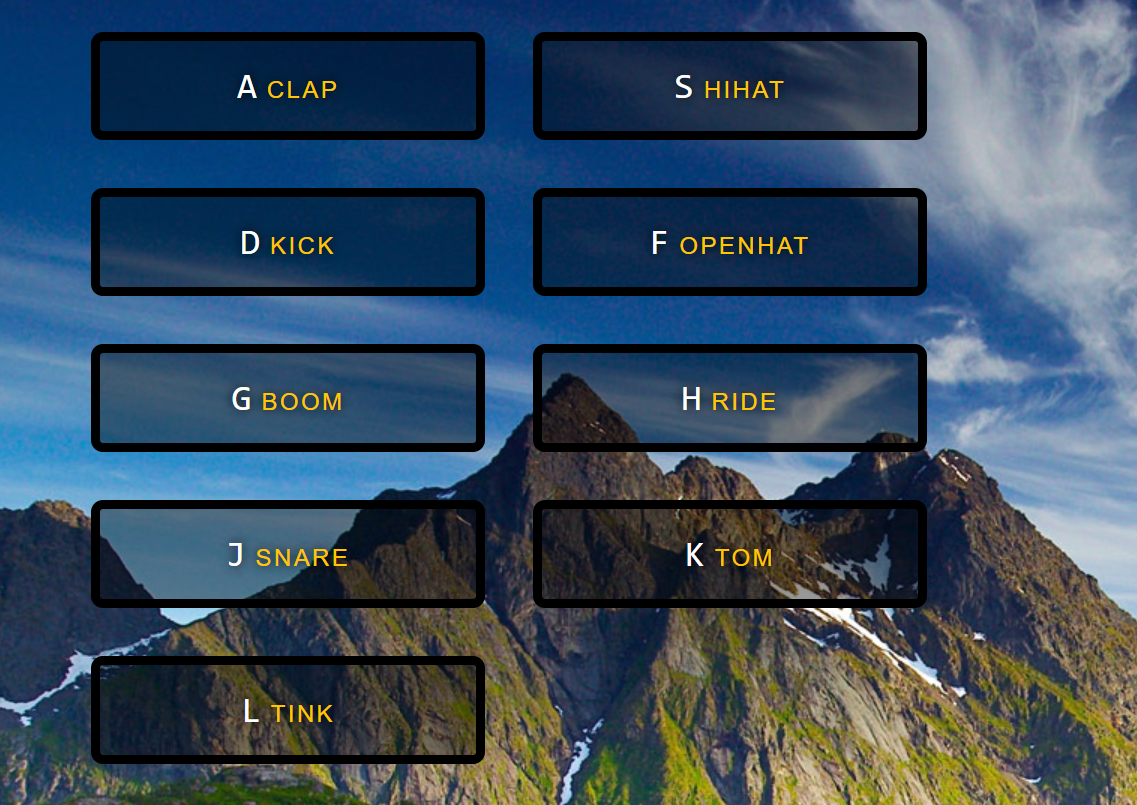 A CLAP
S HIHAT
D KICK
F OPENHAT
G BOOM
H RIDE
J SNARE
K TOM
L TINK